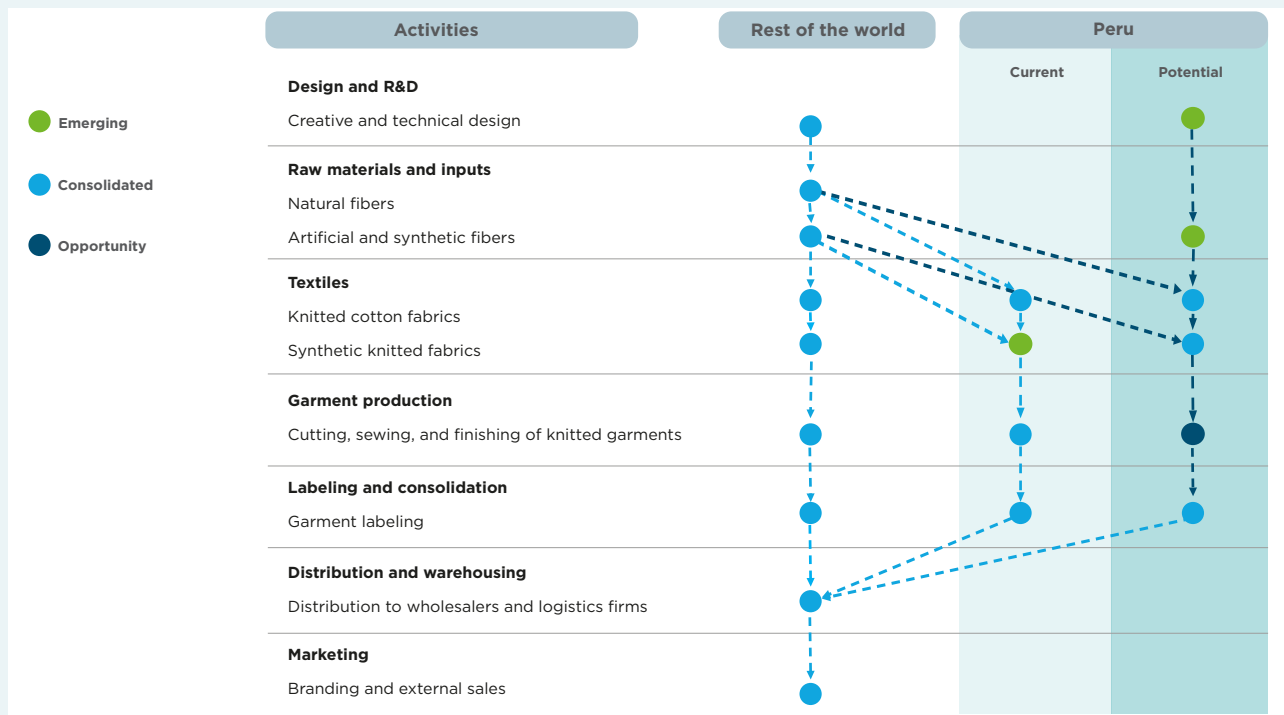 Activities
Rest of the world
Peru
Current
Potential
Emerging
Consolidated
Opportunity
Design and R&D
Creative and technical design
Raw materials and inputs
Natural fibers
Artificial and synthetic fibers
Textiles
Knitted cotton fabrics
Synthetic knitted fabrics
Garment production
Cutting, sewing, and finishing of knitted garments
Labeling and consolidation
Garment labeling
Distribution and warehousing
Distribution to wholesalers and logistics firms
Marketing
Branding and external sales